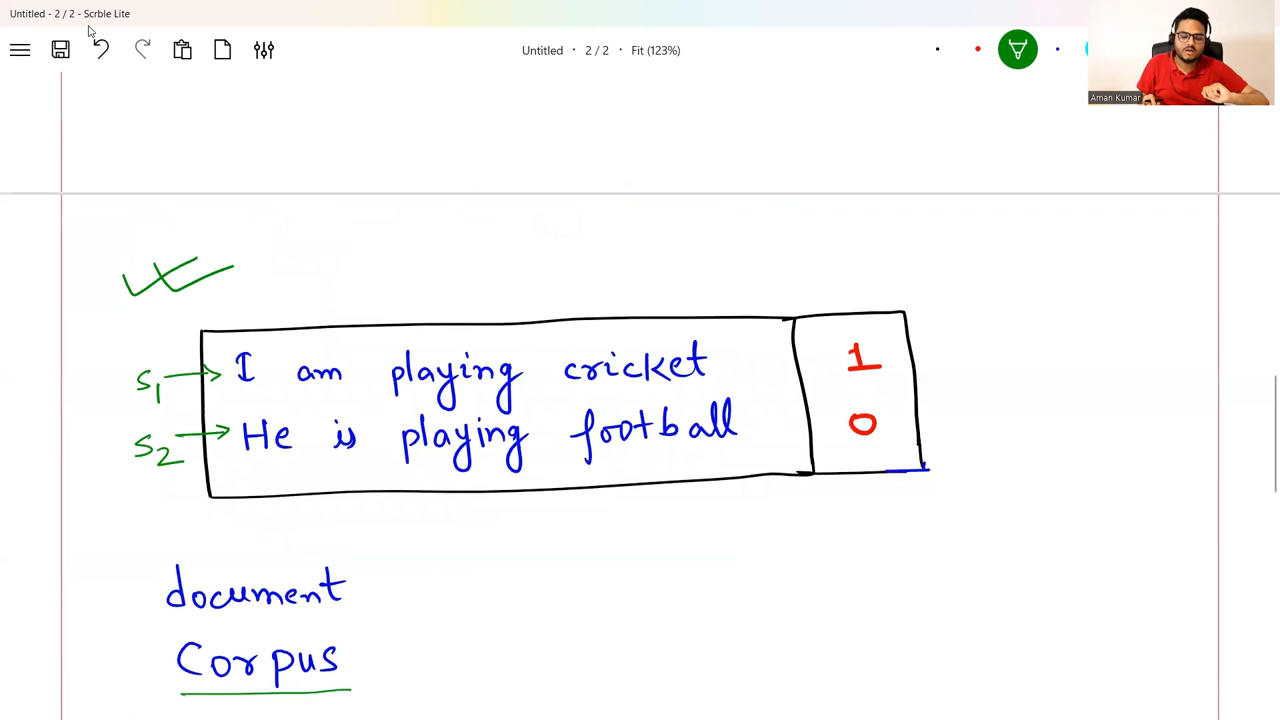 Untitled - 2 / 2 - Scrble Lite
Untitled · 2 / 2 · Fit (123%)
Aman Kumar
S1 → I am playing cricket 1
S2 → He is playing football 0
document
Corpus